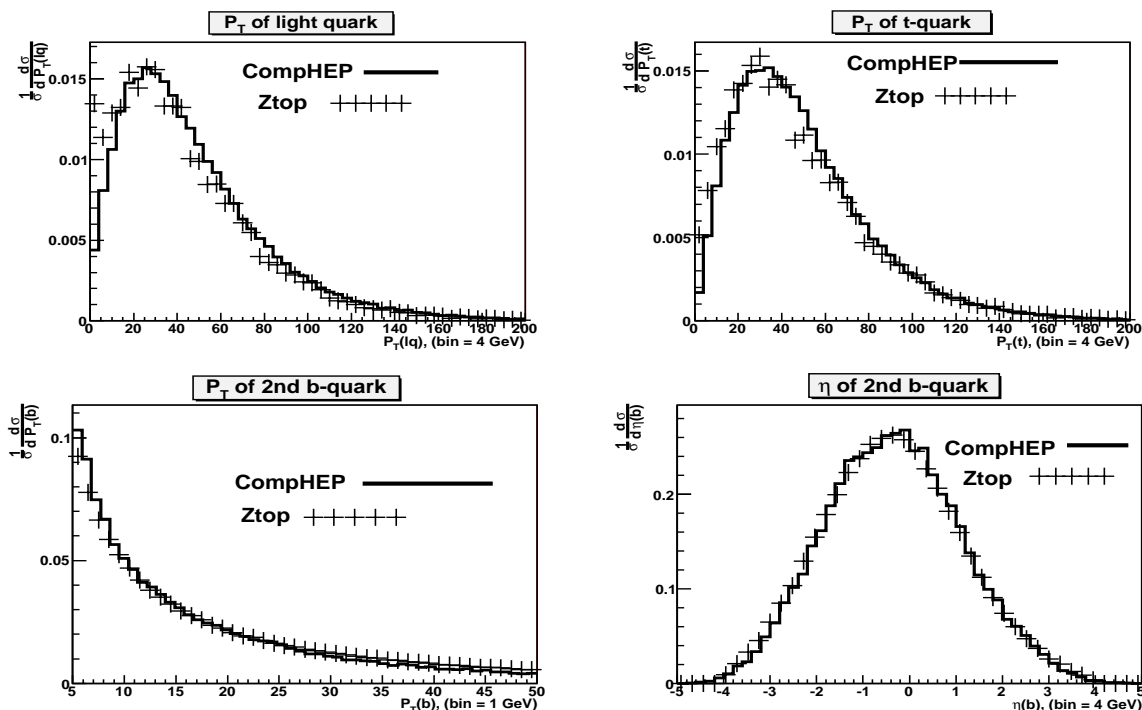 P_T of light quark
1/σ dσ/d P_T(lq)
CompHEP
Ztop
0.015
0.01
0.005
0
0 20 40 60 80 100 120 140 160 180 200
P_T(lq), (bin = 4 GeV)
P_T of t-quark
1/σ dσ/d P_T(t)
CompHEP
Ztop
0.015
0.01
0.005
0
0 20 40 60 80 100 120 140 160 180 200
P_T(t), (bin = 4 GeV)
P_T of 2nd b-quark
1/σ dσ/d P_T(b)
CompHEP
Ztop
0.1
0.05
0
5 10 15 20 25 30 35 40 45 50
P_T(b), (bin = 1 GeV)
η of 2nd b-quark
1/σ dσ/d η(b)
CompHEP
Ztop
0.2
0.1
0
-5 -4 -3 -2 -1 0 1 2 3 4 5
η(b), (bin = 4 GeV)